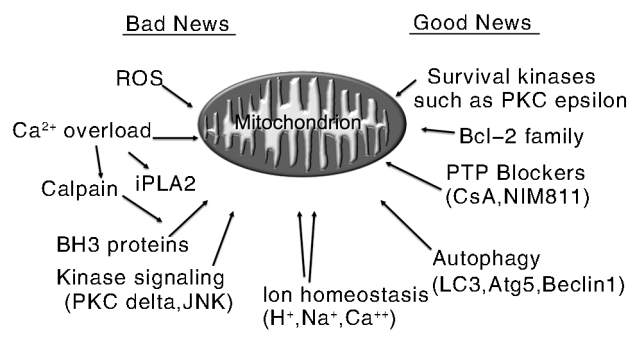 Bad News
Good News
ROS
Mitochondrion
Survival kinases
such as PKC epsilon
Ca²⁺ overload
Bcl−2 family
Calpain
iPLA2
PTP Blockers
(CsA,NIM811)
BH3 proteins
Kinase signaling
(PKC delta,JNK)
Ion homeostasis
(H⁺,Na⁺,Ca⁺⁺)
Autophagy
(LC3,Atg5,Beclin1)